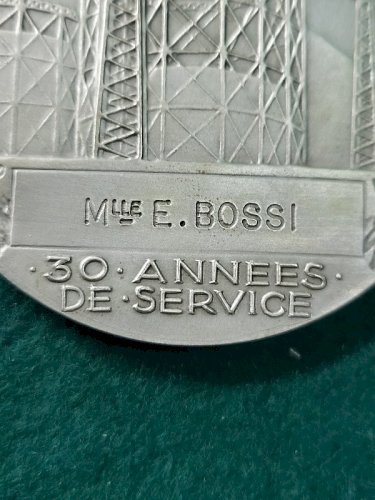 MLLE E. BOSSI
·30·ANNEES·
DE·SERVICE